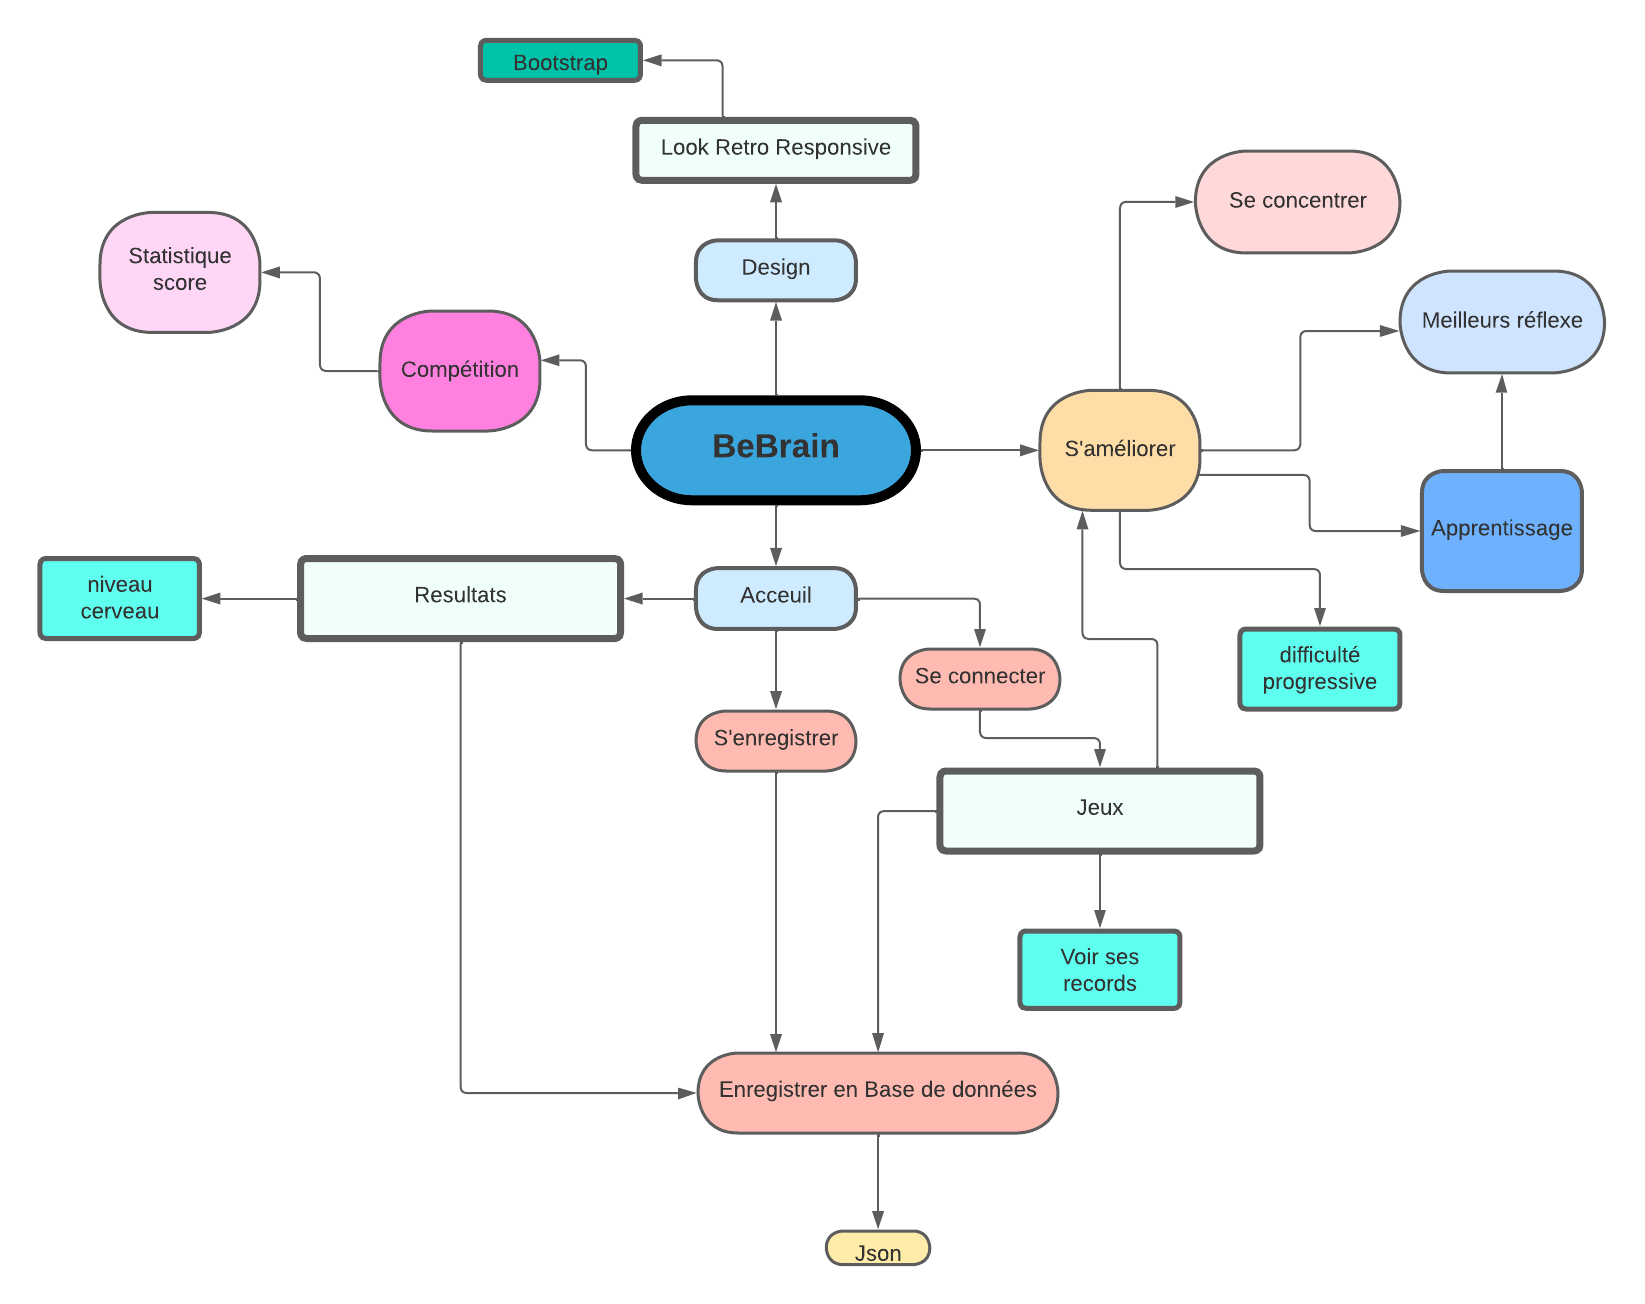 Bootstrap
Look Retro Responsive
Se concentrer
Statistique
score
Design
Meilleurs réflexe
Compétition
BeBrain
S'améliorer
Apprentissage
niveau
cerveau
Resultats
Acceuil
Se connecter
difficulté
progressive
S'enregistrer
Jeux
Voir ses
records
Enregistrer en Base de données
Json